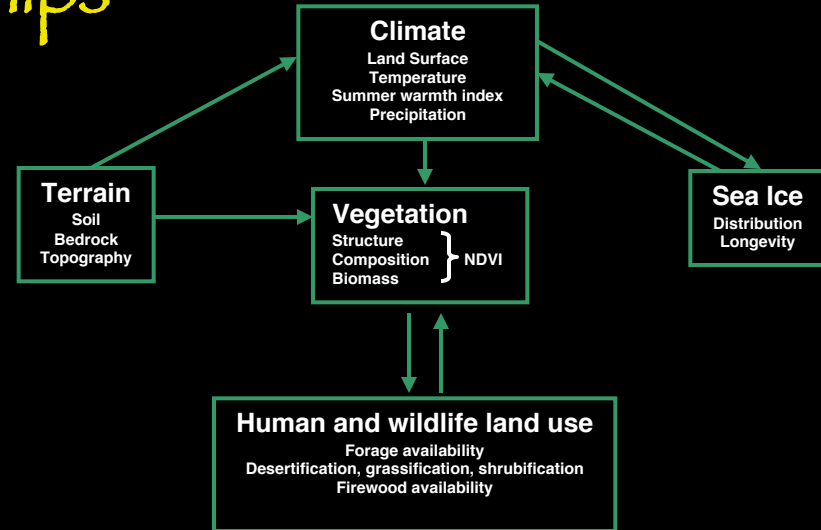 Climate
Land Surface
Temperature
Summer warmth index
Precipitation
Terrain
Soil
Bedrock
Topography
Vegetation
Structure
Composition
Biomass
NDVI
Sea Ice
Distribution
Longevity
Human and wildlife land use
Forage availability
Desertification, grassification, shrubification
Firewood availability